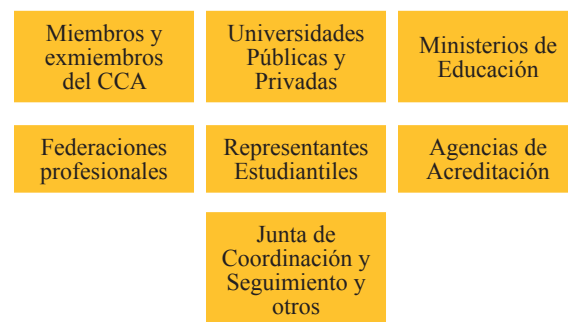 Miembros y
exmiembros
del CCA
Universidades
Públicas y
Privadas
Ministerios de
Educación
Federaciones
profesionales
Representantes
Estudiantiles
Agencias de
Acreditación
Junta de
Coordinación y
Seguimiento y
otros